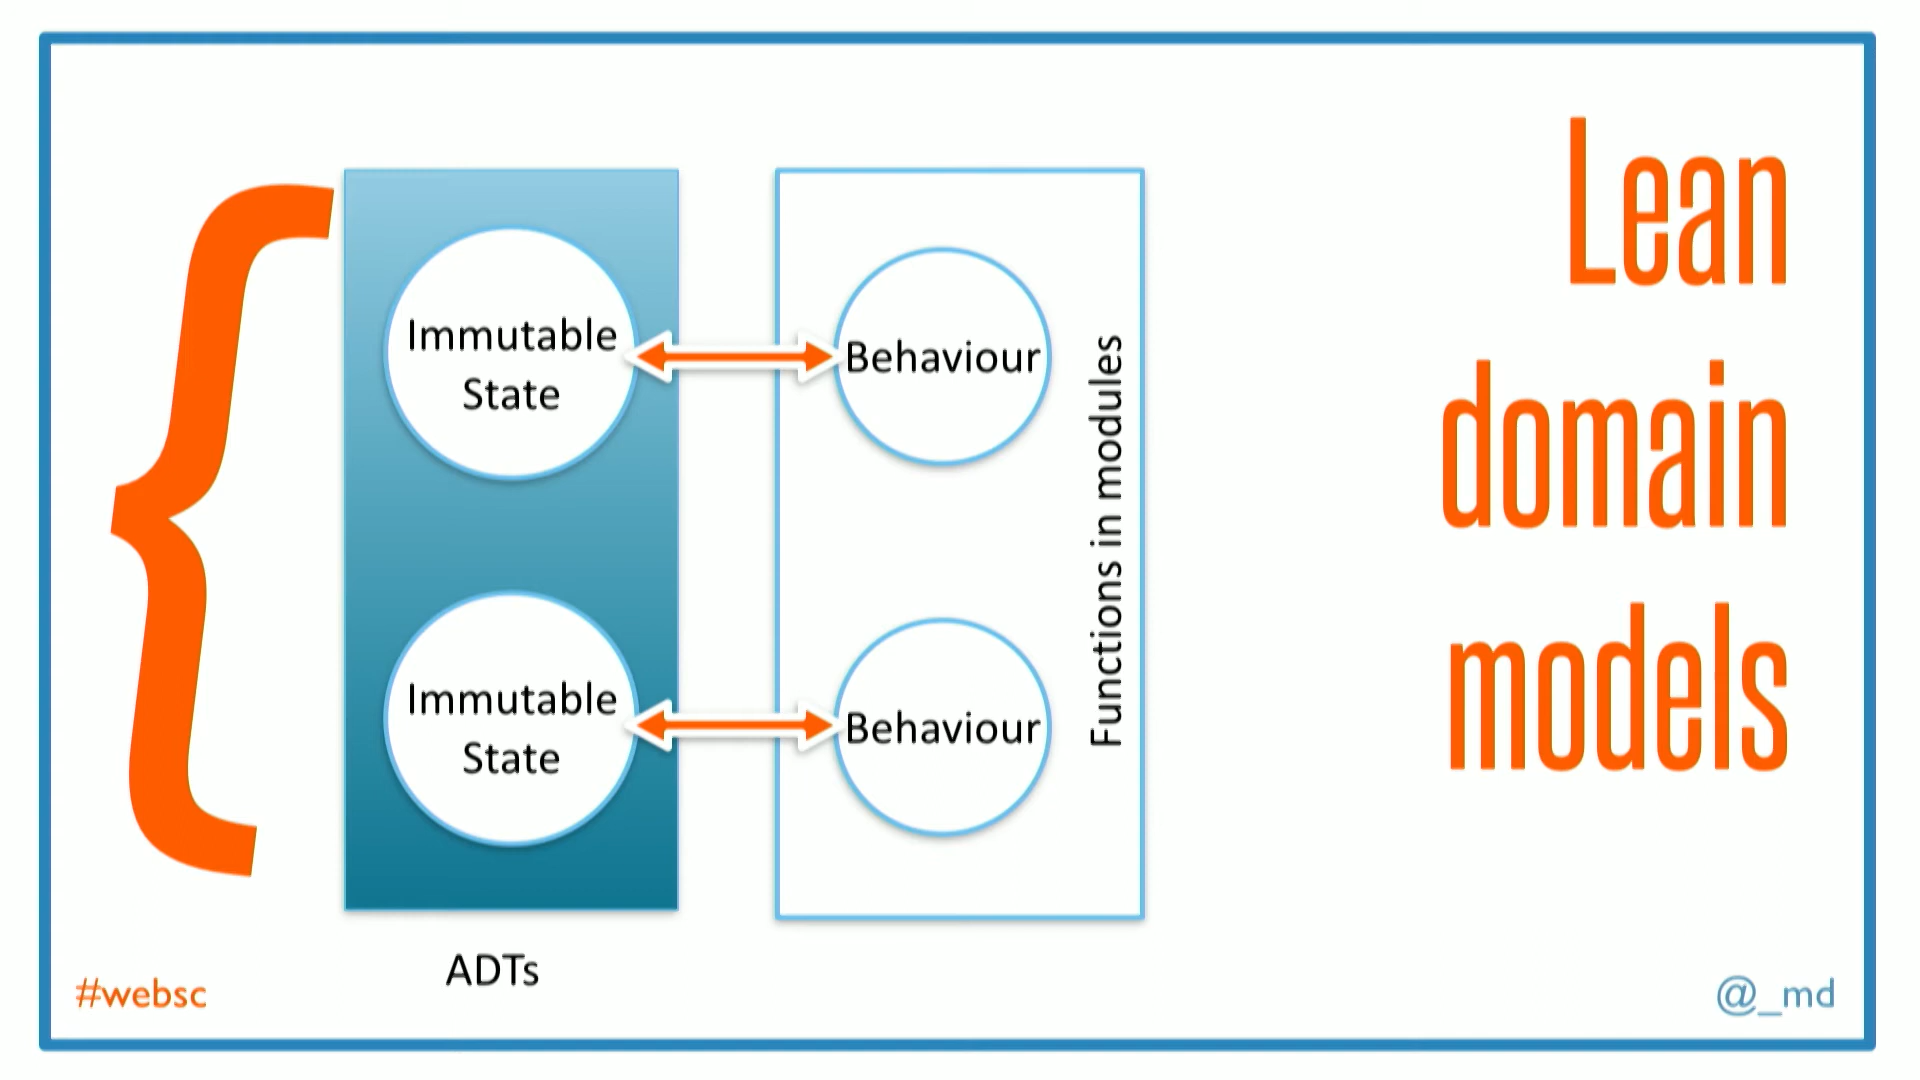 Lean
domain
models
{
Immutable
State
Behaviour
Immutable
State
Behaviour
Functions in modules
ADTs
#websc
@_md